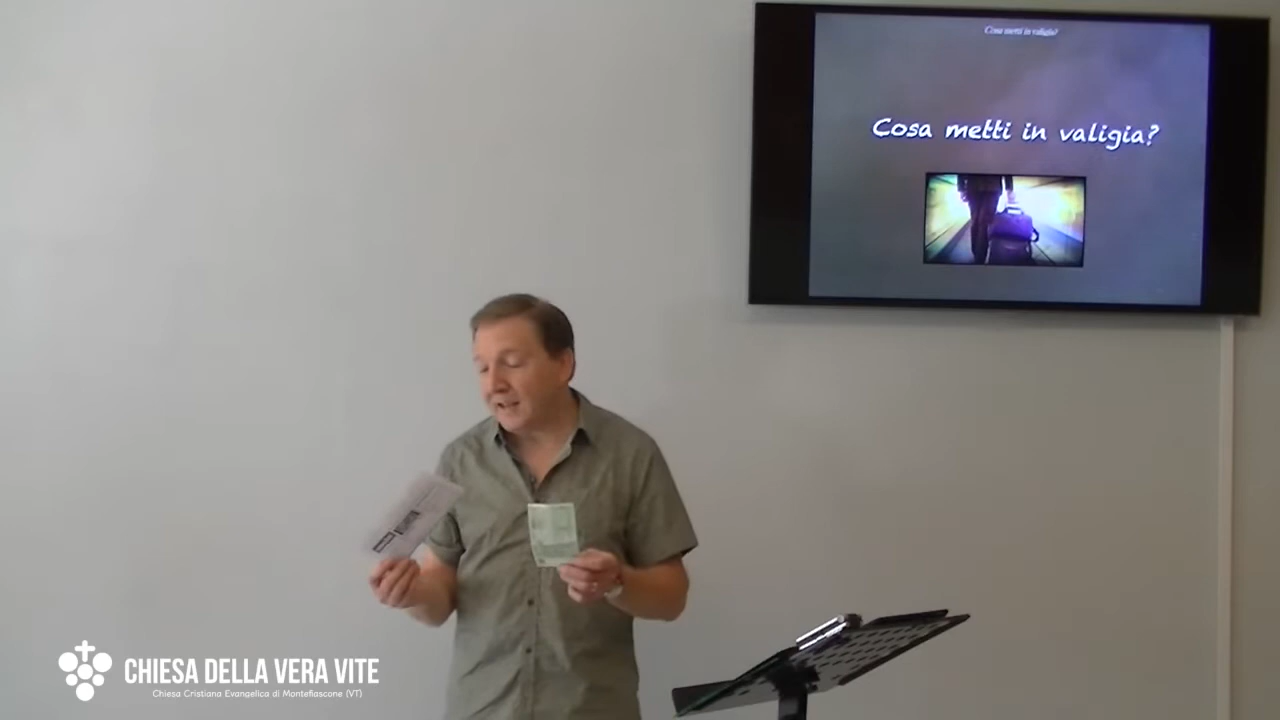 Cosa metti in valigia?
Cosa metti in valigia?
CHIESA DELLA VERA VITE
Chiesa Cristiana Evangelica di Montefiascone (VT)